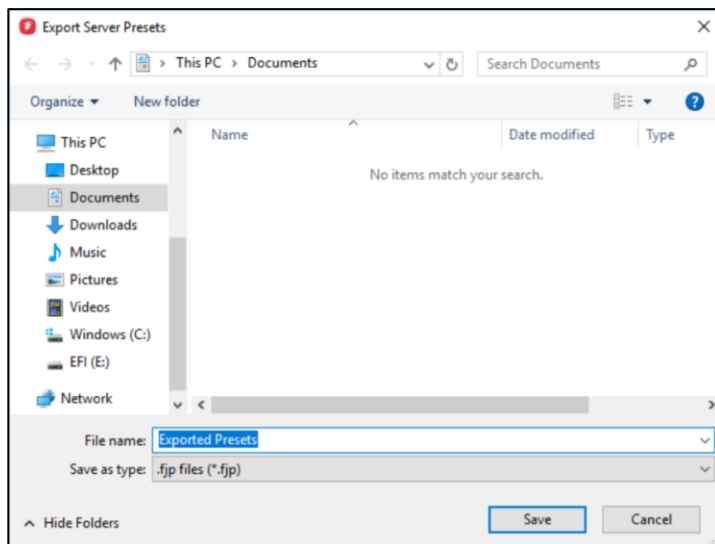 Export Server Presets
This PC > Documents
Search Documents
Organize
New folder
?
Name
Date modified
Type
No items match your search.
This PC
Desktop
Documents
Downloads
Music
Pictures
Videos
Windows (C:)
EFI (E:)
Network
File name: Exported Presets
Save as type: .fjp files (*.fjp)
Hide Folders
Save
Cancel